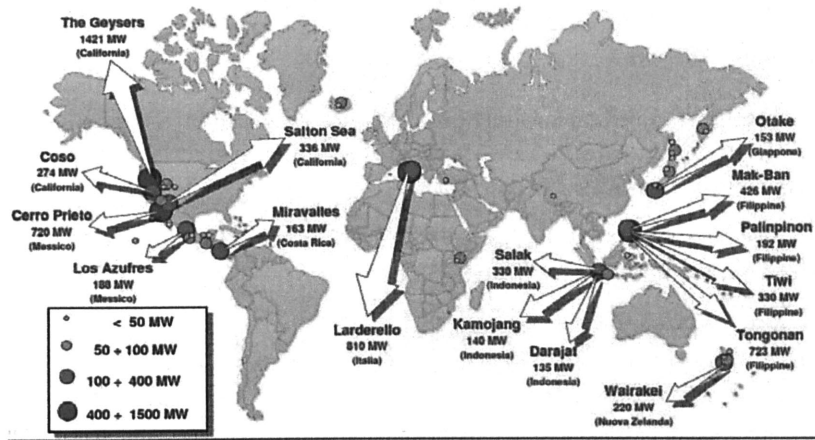 The Geysers
1421 MW
(California)
Salton Sea
336 MW
(California)
Coso
274 MW
(California)
Cerro Prieto
720 MW
(Messico)
Miravalles
163 MW
(Costa Rica)
Los Azufres
188 MW
(Messico)
Larderello
810 MW
(Italia)
Otake
153 MW
(Giappone)
Mak-Ban
426 MW
(Filippine)
Palinpinon
192 MW
(Filippine)
Tiwi
330 MW
(Filippine)
Tongonan
723 MW
(Filippine)
Salak
330 MW
(Indonesia)
Kamojang
140 MW
(Indonesia)
Darajat
135 MW
(Indonesia)
Wairakei
220 MW
(Nuova Zelanda)
< 50 MW
50 + 100 MW
100 + 400 MW
400 + 1500 MW